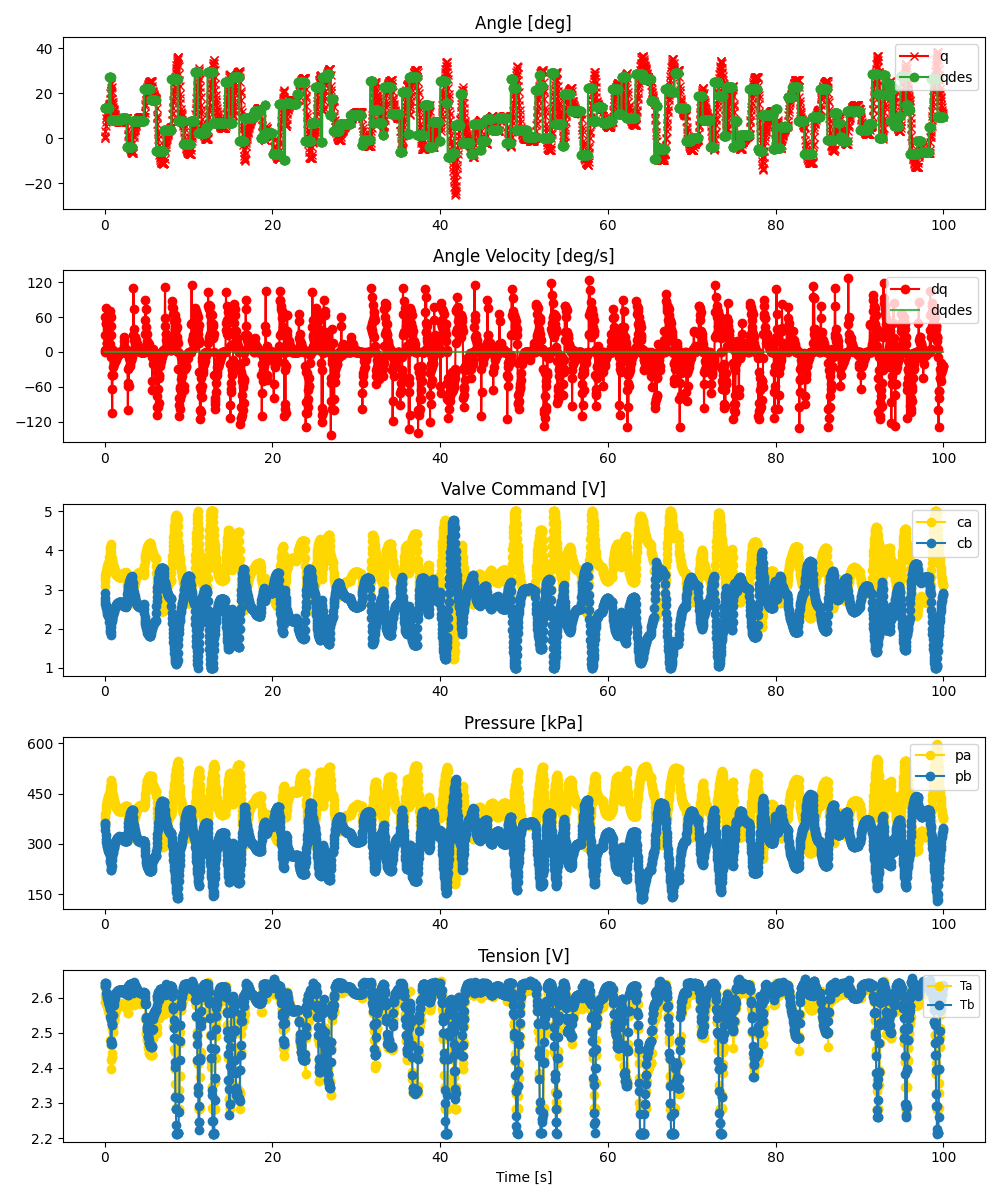 Angle [deg]
40
20
0
−20
q
qdes
0 20 40 60 80 100
Angle Velocity [deg/s]
120
60
0
−60
−120
dq
dqdes
0 20 40 60 80 100
Valve Command [V]
5
4
3
2
1
ca
cb
0 20 40 60 80 100
Pressure [kPa]
600
450
300
150
pa
pb
0 20 40 60 80 100
Tension [V]
2.6
2.5
2.4
2.3
2.2
Ta
Tb
0 20 40 60 80 100
Time [s]